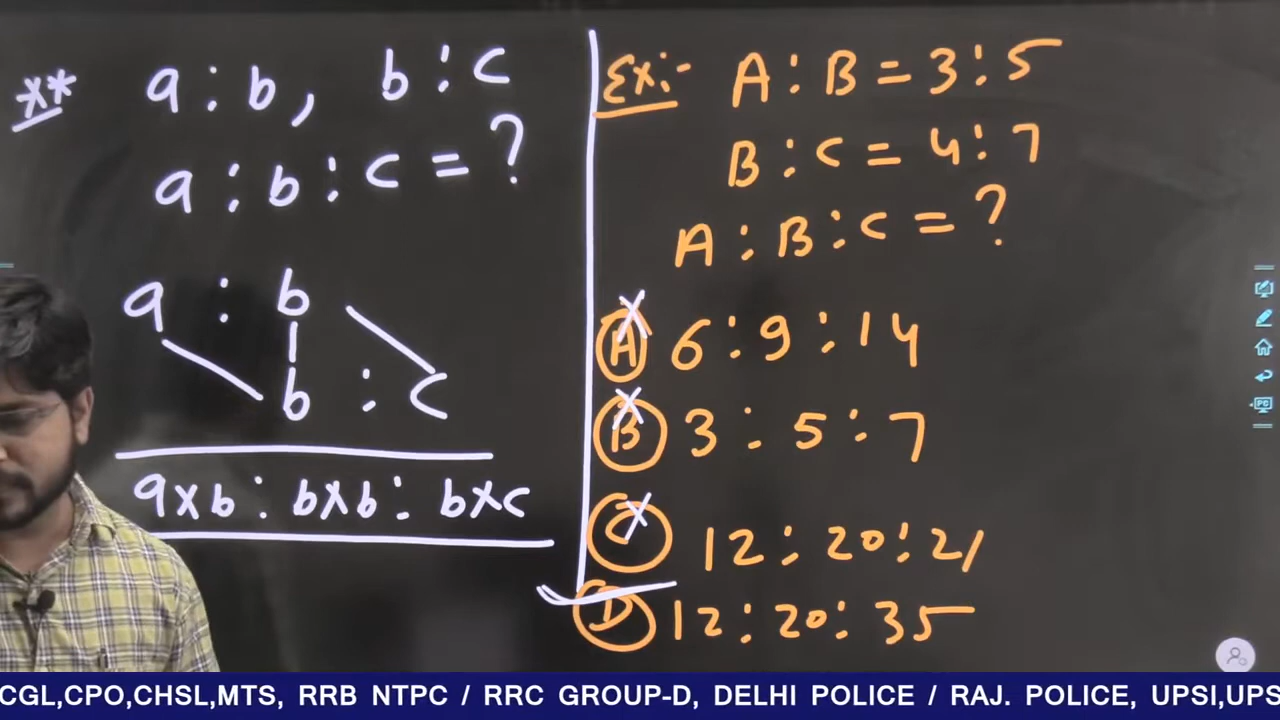 ** a : b, b : c
a : b : c = ?
a : b
b : c
a×b : b×b : b×c
Ex:- A : B = 3 : 5
B : C = 4 : 7
A : B : C = ?
(A) 6 : 9 : 14
(B) 3 : 5 : 7
(C) 12 : 20 : 21
(D) 12 : 20 : 35
CGL,CPO,CHSL,MTS, RRB NTPC / RRC GROUP-D, DELHI POLICE / RAJ. POLICE, UPSI,UPS